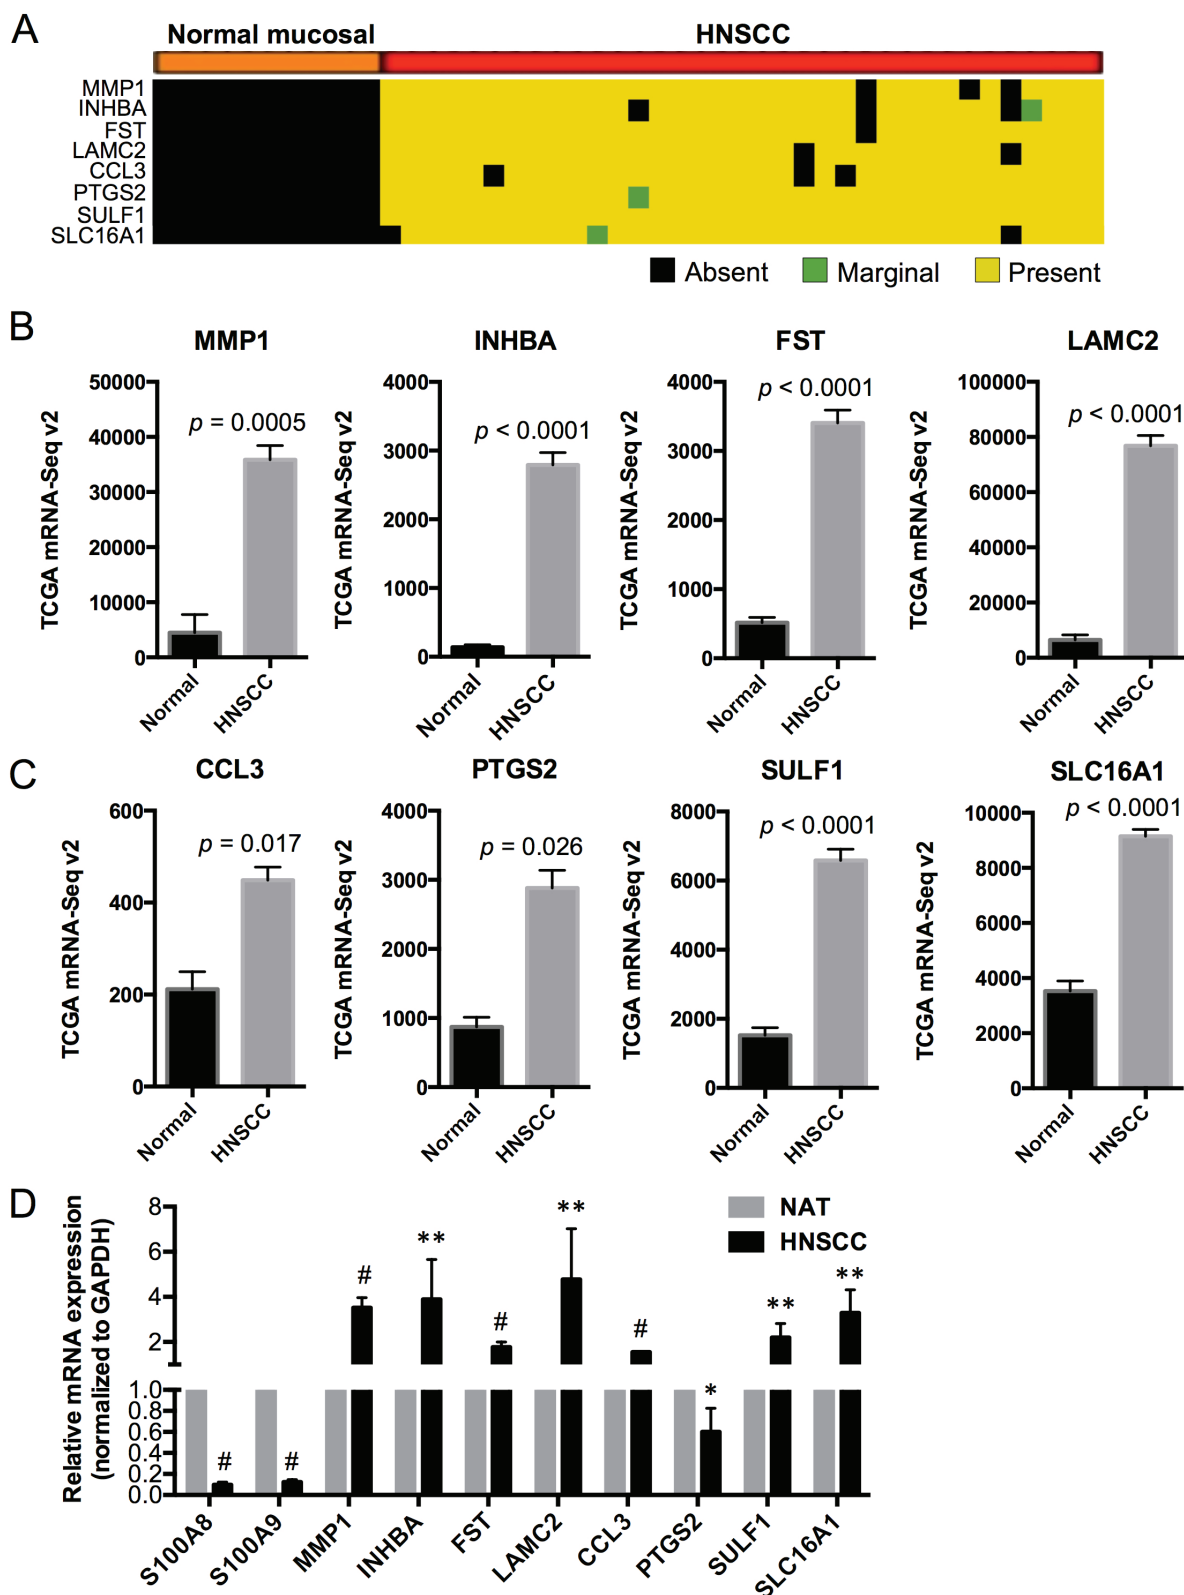 A
Normal mucosal HNSCC
MMP1
INHBA
FST
LAMC2
CCL3
PTGS2
SULF1
SLC16A1
Absent Marginal Present
B
MMP1
TCGA mRNA-Seq v2
50000
40000
30000
20000
10000
0
p = 0.0005
Normal
HNSCC
INHBA
TCGA mRNA-Seq v2
4000
3000
2000
1000
0
p < 0.0001
Normal
HNSCC
FST
TCGA mRNA-Seq v2
4000
3000
2000
1000
0
p < 0.0001
Normal
HNSCC
LAMC2
TCGA mRNA-Seq v2
100000
80000
60000
40000
20000
0
p < 0.0001
Normal
HNSCC
C
CCL3
TCGA mRNA-Seq v2
600
400
200
0
p = 0.017
Normal
HNSCC
PTGS2
TCGA mRNA-Seq v2
4000
3000
2000
1000
0
p = 0.026
Normal
HNSCC
SULF1
TCGA mRNA-Seq v2
8000
6000
4000
2000
0
p < 0.0001
Normal
HNSCC
SLC16A1
TCGA mRNA-Seq v2
10000
8000
6000
4000
2000
0
p < 0.0001
Normal
HNSCC
D
Relative mRNA expression
(normalized to GAPDH)
8
6
4
2
1.0
0.8
0.6
0.4
0.2
0.0
NAT
HNSCC
# # # ** # ** # * ** **
S100A8
S100A9
MMP1
INHBA
FST
LAMC2
CCL3
PTGS2
SULF1
SLC16A1